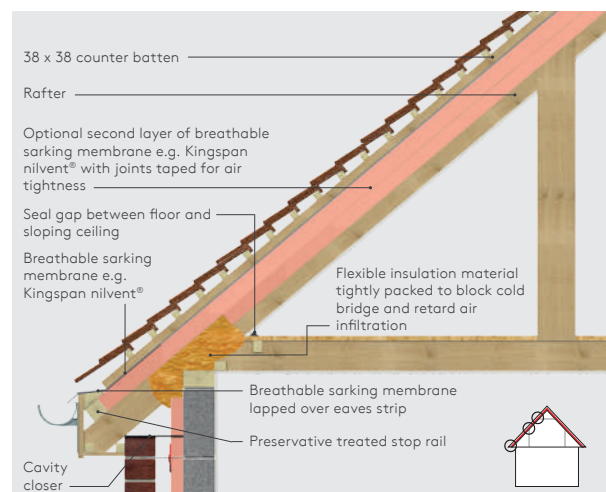 38 x 38 counter batten
Rafter
Optional second layer of breathable
sarking membrane e.g. Kingspan
nilvent® with joints taped for air
tightness
Seal gap between floor and
sloping ceiling
Breathable sarking
membrane e.g.
Kingspan nilvent®
Flexible insulation material
tightly packed to block cold
bridge and retard air
infiltration
Breathable sarking membrane
lapped over eaves strip
Preservative treated stop rail
Cavity
closer